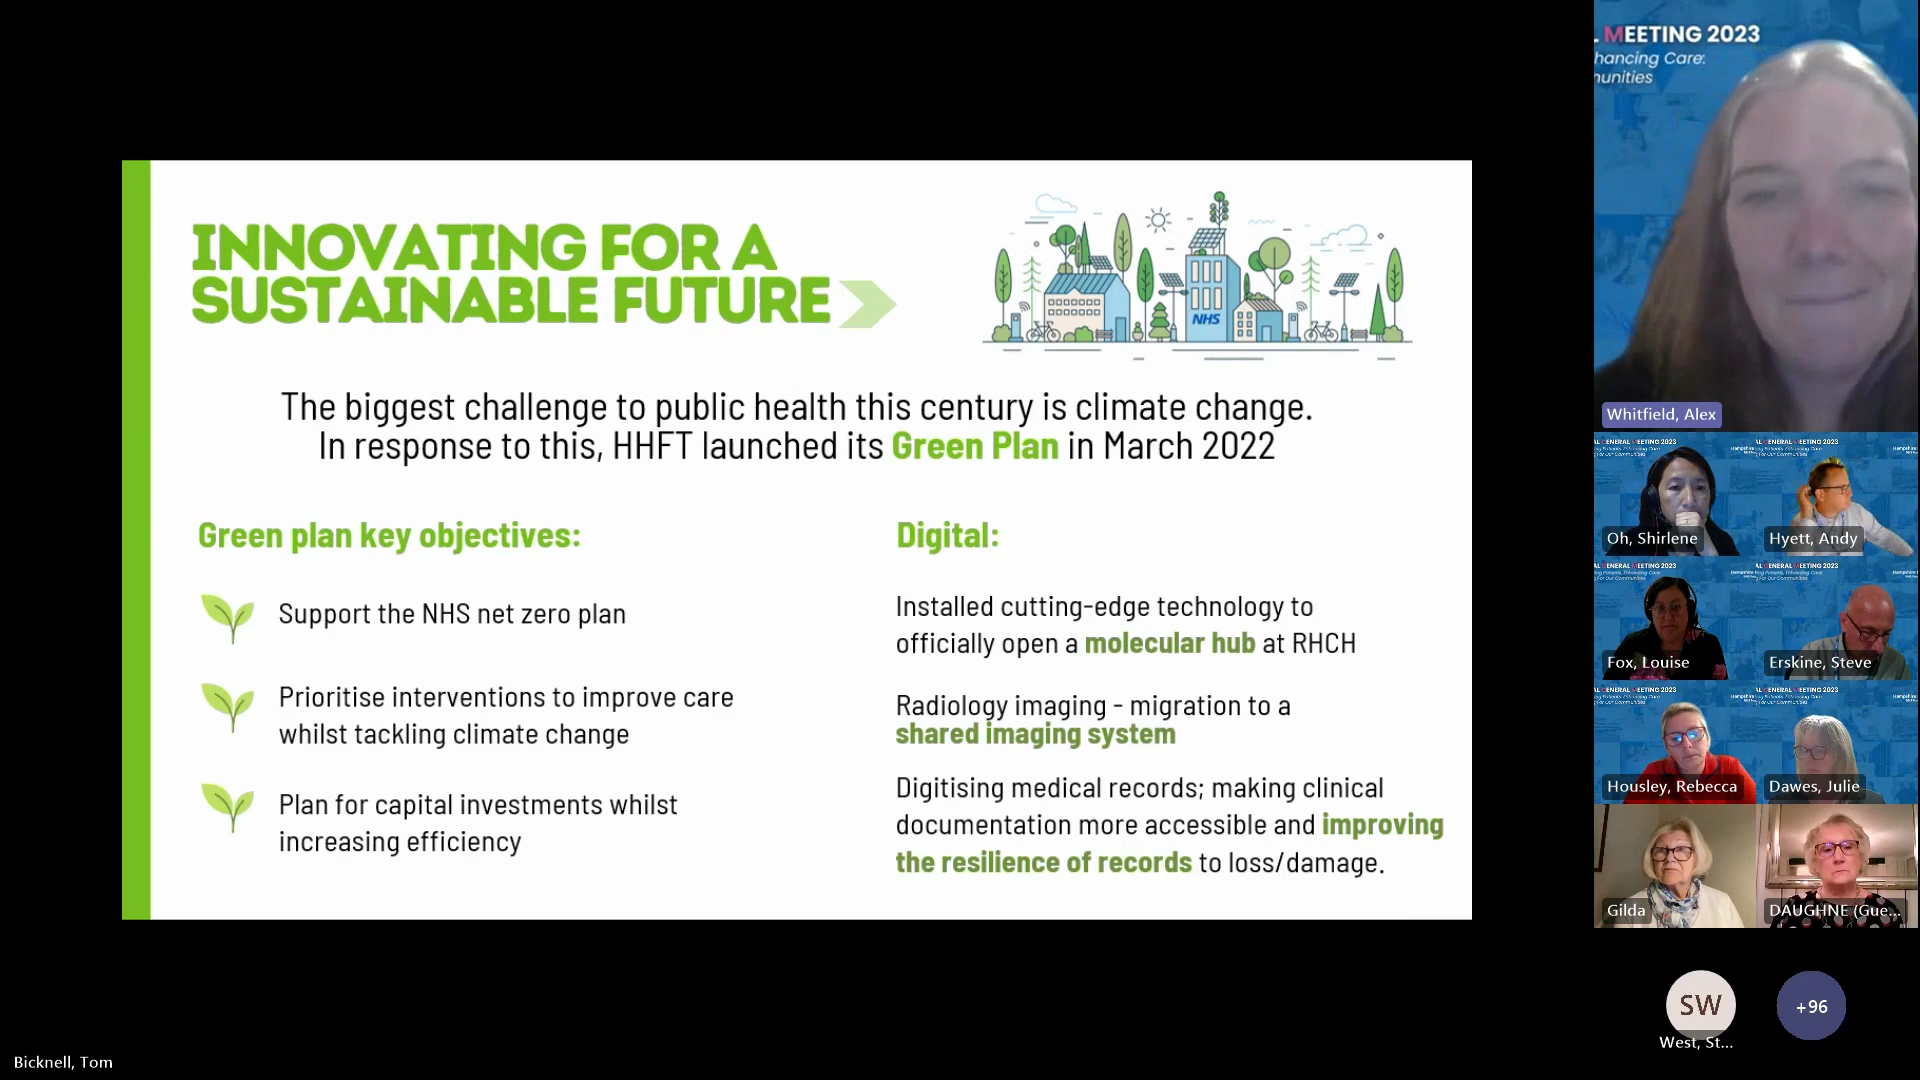 INNOVATING FOR A
SUSTAINABLE FUTURE
NHS
The biggest challenge to public health this century is climate change.
In response to this, HHFT launched its Green Plan in March 2022
Green plan key objectives:
Support the NHS net zero plan
Prioritise interventions to improve care
whilst tackling climate change
Plan for capital investments whilst
increasing efficiency
Digital:
Installed cutting-edge technology to
officially open a molecular hub at RHCH
Radiology imaging - migration to a
shared imaging system
Digitising medical records; making clinical
documentation more accessible and improving
the resilience of records to loss/damage.
L MEETING 2023
hancing Care:
nunities
Whitfield, Alex
Oh, Shirlene
Hyett, Andy
Fox, Louise
Erskine, Steve
Housley, Rebecca
Dawes, Julie
Gilda
DAUGHNE (Gue...
SW
+96
West, St...
Bicknell, Tom